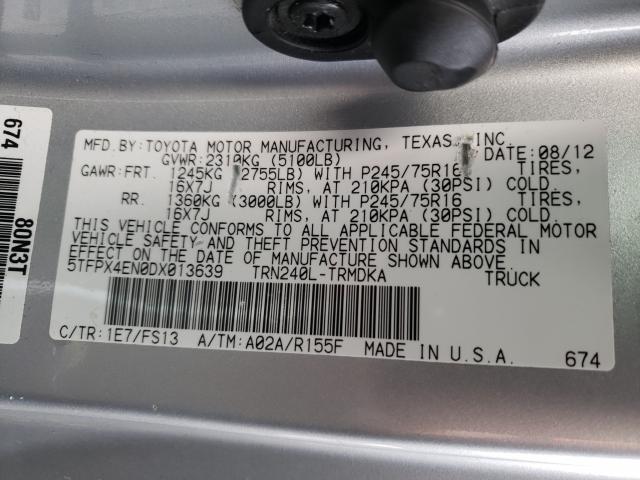 MFD. BY: TOYOTA MOTOR MANUFACTURING, TEXAS, INC.
GVWR: 2310KG (5100LB) DATE: 08/12
GAWR: FRT. 1245KG (2755LB) WITH P245/75R16 TIRES,
16X7J RIMS, AT 210KPA (30PSI) COLD.
RR. 1360KG (3000LB) WITH P245/75R16 TIRES,
16X7J RIMS, AT 210KPA (30PSI) COLD.
THIS VEHICLE CONFORMS TO ALL APPLICABLE FEDERAL MOTOR
VEHICLE SAFETY AND THEFT PREVENTION STANDARDS IN
EFFECT ON THE DATE OF MANUFACTURE SHOWN ABOVE.
5TFPX4EN0DX013639 TRN240L-TRMDKA TRUCK
C/TR: 1E7/FS13 A/TM: A02A/R155F MADE IN U.S.A. 674
674 80N3T